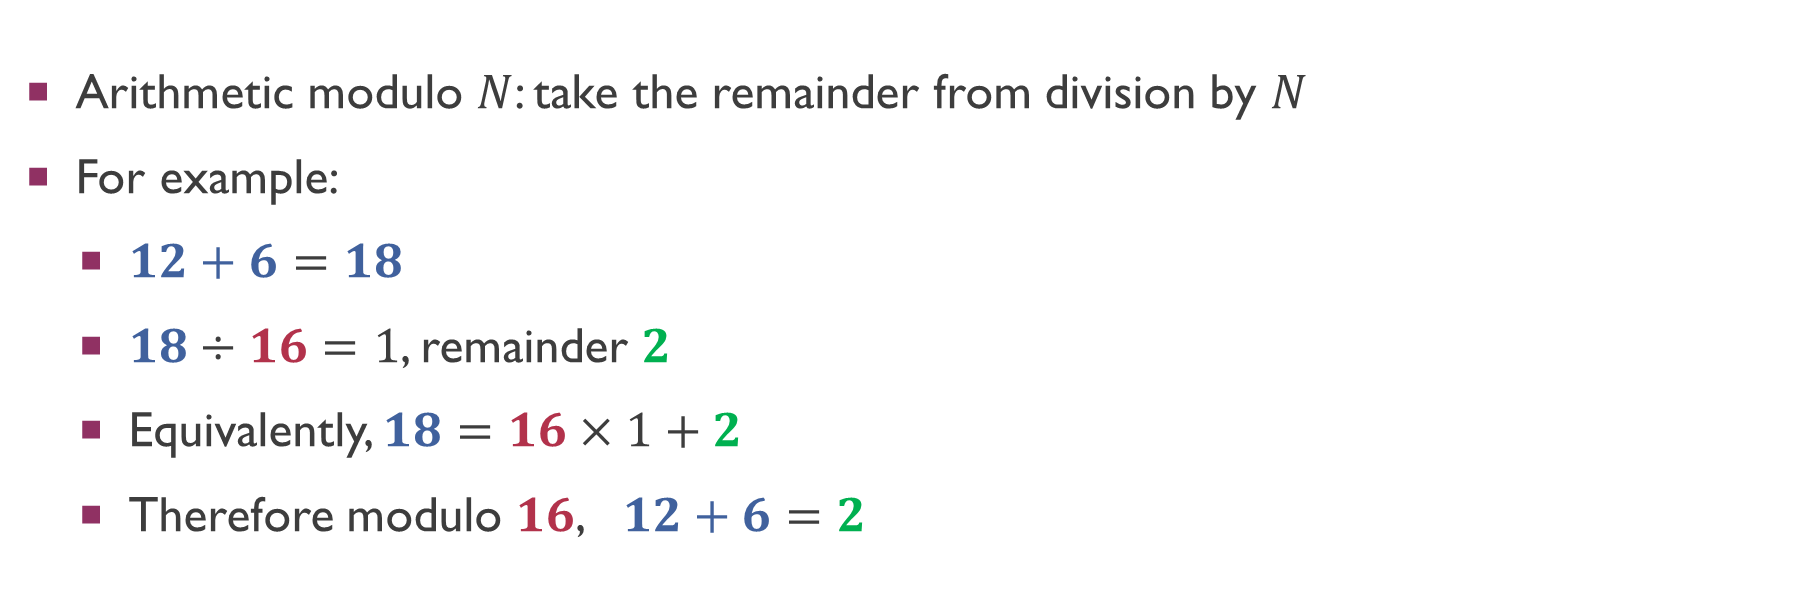 Arithmetic modulo N: take the remainder from division by N
For example:
12 + 6 = 18
18 ÷ 16 = 1, remainder 2
Equivalently, 18 = 16 × 1 + 2
Therefore modulo 16, 12 + 6 = 2